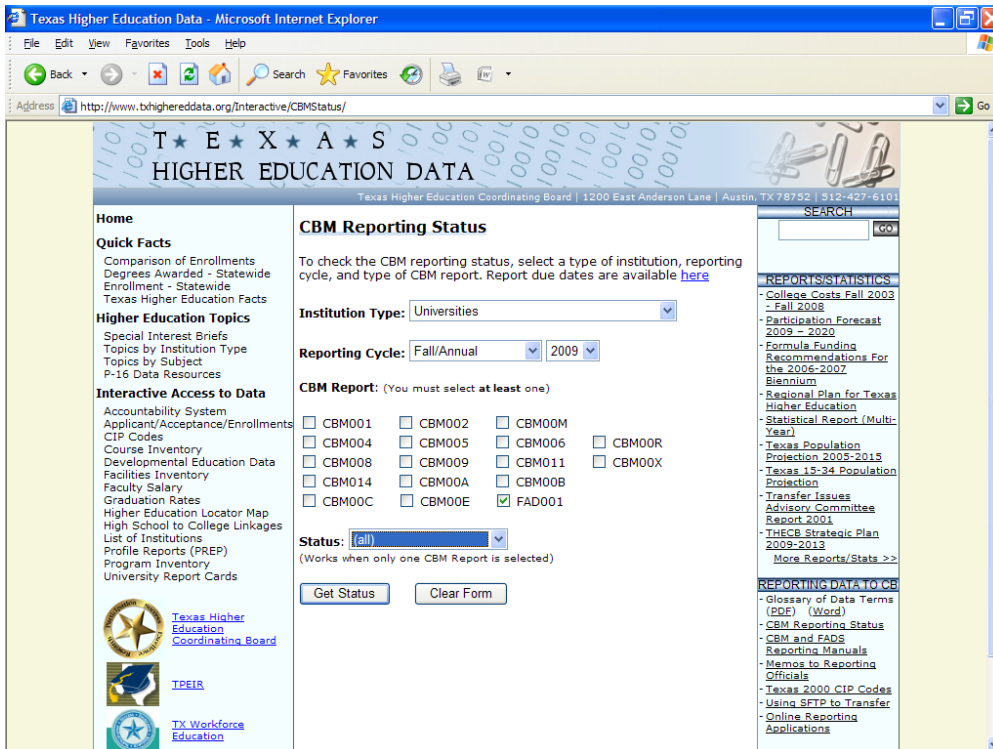 Texas Higher Education Data - Microsoft Internet Explorer
File Edit View Favorites Tools Help
Back Search Favorites
Address http://www.txhighereddata.org/Interactive/CBMStatus/ Go
T★ E ★ X ★ A ★ S
HIGHER EDUCATION DATA
Texas Higher Education Coordinating Board | 1200 East Anderson Lane | Austin, TX 78752 | 512-427-6101
Home
Quick Facts
Comparison of Enrollments
Degrees Awarded - Statewide
Enrollment - Statewide
Texas Higher Education Facts
Higher Education Topics
Special Interest Briefs
Topics by Institution Type
Topics by Subject
P-16 Data Resources
Interactive Access to Data
Accountability System
Applicant/Acceptance/Enrollments
CIP Codes
Course Inventory
Developmental Education Data
Facilities Inventory
Faculty Salary
Graduation Rates
Higher Education Locator Map
High School to College Linkages
List of Institutions
Profile Reports (PREP)
Program Inventory
University Report Cards
Texas Higher
Education
Coordinating Board
TPEIR
TX Workforce
Education
CBM Reporting Status
To check the CBM reporting status, select a type of institution, reporting
cycle, and type of CBM report. Report due dates are available here
Institution Type: Universities
Reporting Cycle: Fall/Annual 2009
CBM Report: (You must select at least one)
CBM001 CBM002 CBM00M
CBM004 CBM005 CBM006 CBM00R
CBM008 CBM009 CBM011 CBM00X
CBM014 CBM00A CBM00B
CBM00C CBM00E FAD001
Status: (all)
(Works when only one CBM Report is selected)
Get Status Clear Form
SEARCH
GO
REPORTS/STATISTICS
- College Costs Fall 2003
- Fall 2008
- Participation Forecast
2009 – 2020
- Formula Funding
Recommendations For
the 2006-2007
Biennium
- Regional Plan for Texas
Higher Education
- Statistical Report (Multi-
Year)
- Texas Population
Projection 2005-2015
- Texas 15-34 Population
Projection
- Transfer Issues
Advisory Committee
Report 2001
- THECB Strategic Plan
2009-2013
More Reports/Stats >>
REPORTING DATA TO CB
- Glossary of Data Terms
(PDF) (Word)
- CBM Reporting Status
- CBM and FADS
Reporting Manuals
- Memos to Reporting
Officials
- Texas 2000 CIP Codes
- Using SFTP to Transfer
- Online Reporting
Applications